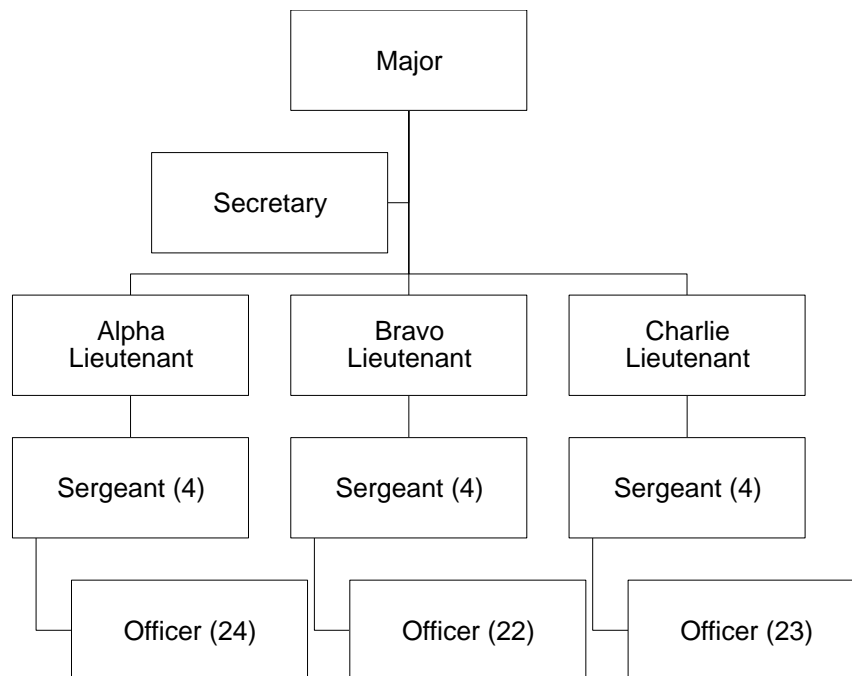 Major
Secretary
Alpha
Lieutenant
Bravo
Lieutenant
Charlie
Lieutenant
Sergeant (4)
Sergeant (4)
Sergeant (4)
Officer (24)
Officer (22)
Officer (23)